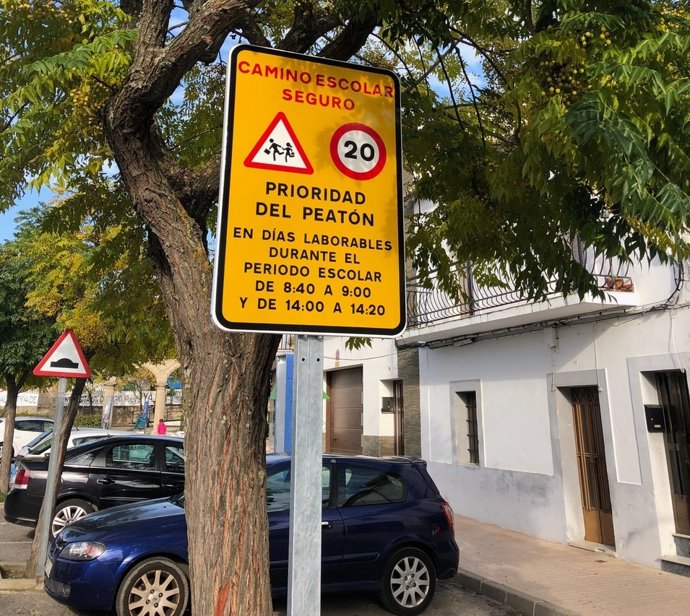 CAMINO ESCOLAR
SEGURO
20
PRIORIDAD
DEL PEATÓN
EN DÍAS LABORABLES
DURANTE EL
PERIODO ESCOLAR
DE 8:40 A 9:00
Y DE 14:00 A 14:20